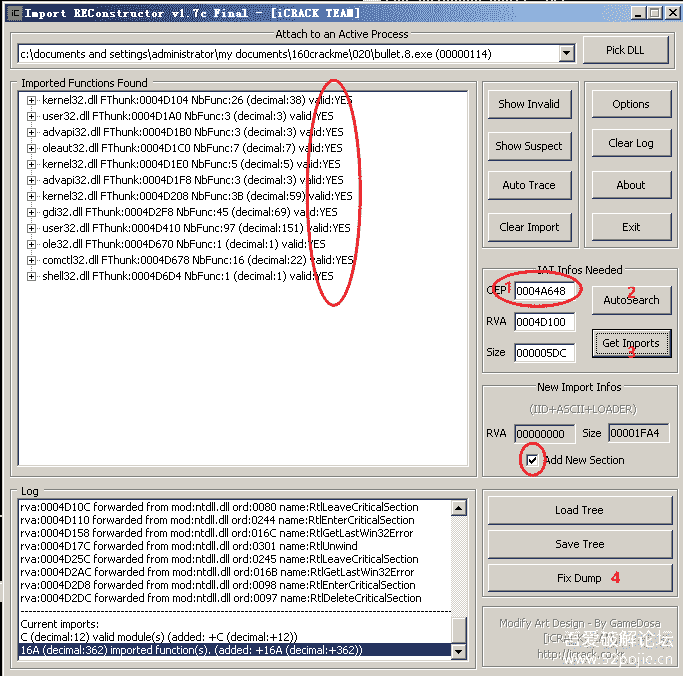 Import REConstructor v1.7c Final - [iCRACK TEAM]
Attach to an Active Process
c:\documents and settings\administrator\my documents\160crackme\020\bullet.8.exe (00000114)
Pick DLL
Imported Functions Found
kernel32.dll FThunk:0004D104 NbFunc:26 (decimal:38) valid:YES
user32.dll FThunk:0004D1A0 NbFunc:3 (decimal:3) valid:YES
advapi32.dll FThunk:0004D1B0 NbFunc:3 (decimal:3) valid:YES
oleaut32.dll FThunk:0004D1C0 NbFunc:7 (decimal:7) valid:YES
kernel32.dll FThunk:0004D1E0 NbFunc:5 (decimal:5) valid:YES
advapi32.dll FThunk:0004D1F8 NbFunc:3 (decimal:3) valid:YES
kernel32.dll FThunk:0004D208 NbFunc:3B (decimal:59) valid:YES
gdi32.dll FThunk:0004D2F8 NbFunc:45 (decimal:69) valid:YES
user32.dll FThunk:0004D410 NbFunc:97 (decimal:151) valid:YES
ole32.dll FThunk:0004D670 NbFunc:1 (decimal:1) valid:YES
comctl32.dll FThunk:0004D678 NbFunc:16 (decimal:22) valid:YES
shell32.dll FThunk:0004D6D4 NbFunc:1 (decimal:1) valid:YES
Show Invalid
Show Suspect
Auto Trace
Clear Import
Options
Clear Log
About
Exit
IAT Infos Needed
OEP 1 0004A648
AutoSearch 2
RVA 0004D100
Get Imports 3
Size 000005DC
New Import Infos
(IID+ASCII+LOADER)
RVA 00000000 Size 00001FA4
Add New Section
Log
rva:0004D10C forwarded from mod:ntdll.dll ord:0080 name:RtlLeaveCriticalSection
rva:0004D110 forwarded from mod:ntdll.dll ord:0244 name:RtlEnterCriticalSection
rva:0004D158 forwarded from mod:ntdll.dll ord:016C name:RtlGetLastWin32Error
rva:0004D17C forwarded from mod:ntdll.dll ord:0301 name:RtlUnwind
rva:0004D25C forwarded from mod:ntdll.dll ord:0245 name:RtlLeaveCriticalSection
rva:0004D2AC forwarded from mod:ntdll.dll ord:016B name:RtlGetLastWin32Error
rva:0004D2D8 forwarded from mod:ntdll.dll ord:0098 name:RtlEnterCriticalSection
rva:0004D2DC forwarded from mod:ntdll.dll ord:0097 name:RtlDeleteCriticalSection
Current imports:
C (decimal:12) valid module(s) (added: +C (decimal:+12))
16A (decimal:362) imported function(s). (added: +16A (decimal:+362))
Load Tree
Save Tree
Fix Dump 4
Modify Art Design - By GameDosa
[iCRACK
http://icrack.co.kr
吾爱破解论坛
www.52pojie.cn